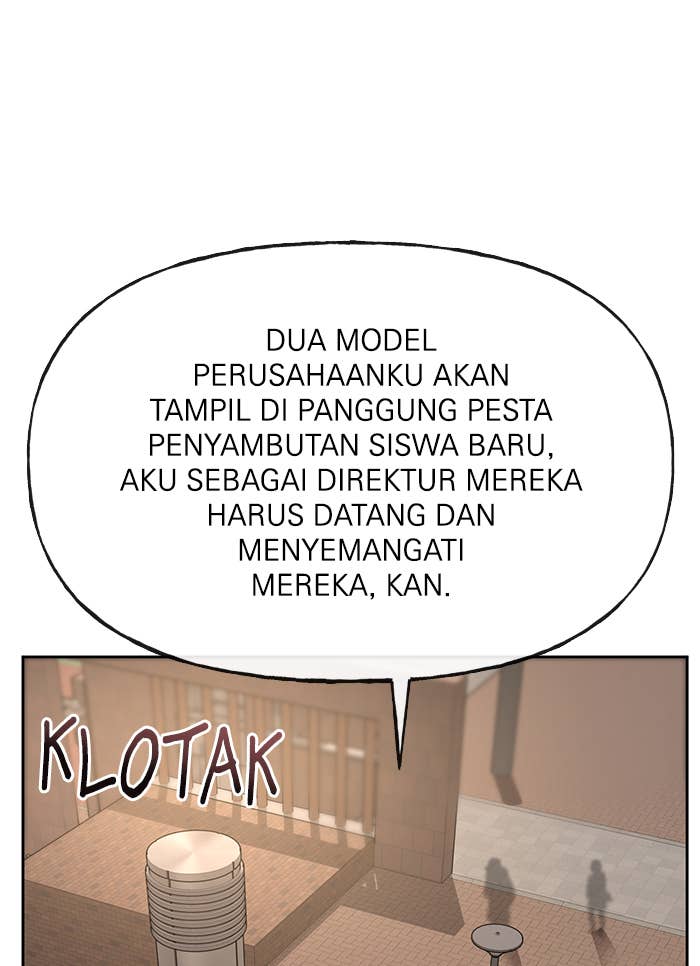 DUA MODEL
PERUSAHAANKU AKAN
TAMPIL DI PANGGUNG PESTA
PENYAMBUTAN SISWA BARU,
AKU SEBAGAI DIREKTUR MEREKA
HARUS DATANG DAN
MENYEMANGATI
MEREKA, KAN.
KLOTAK